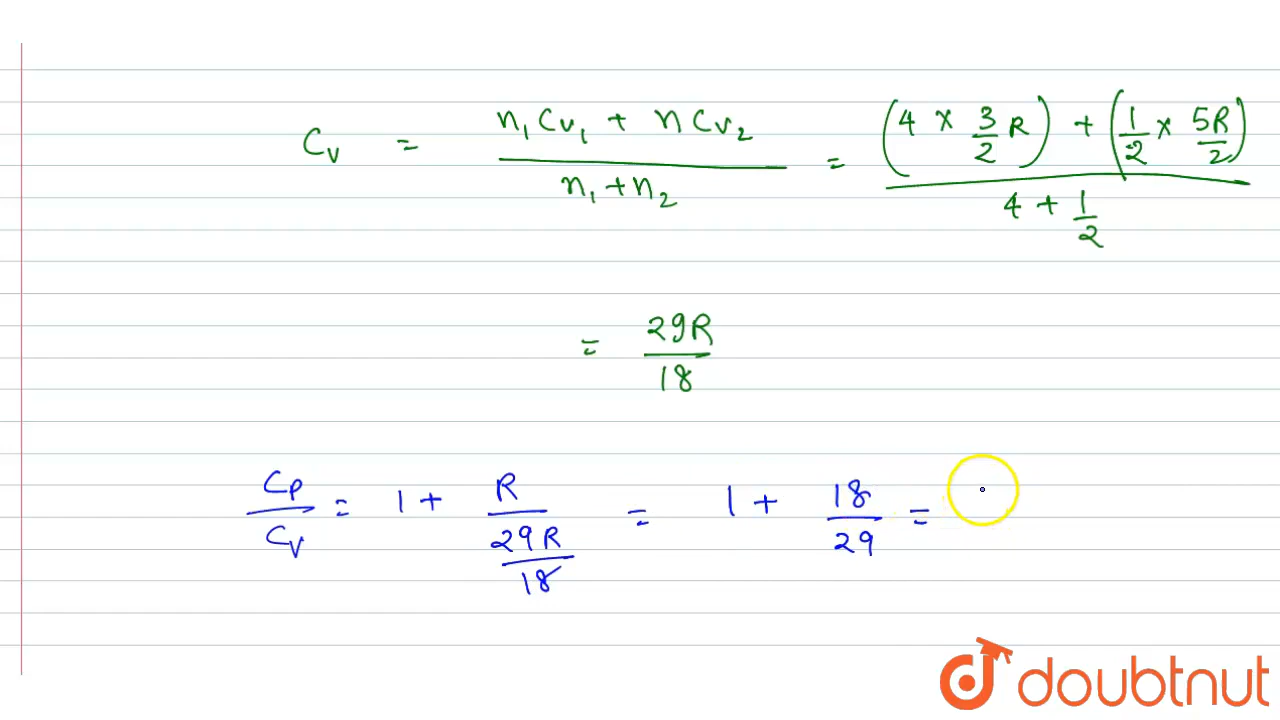 Cv = (n₁Cv₁ + nCv₂)/(n₁+n₂) = ((4 × 3/2 R) + (1/2 × 5R/2))/(4 + 1/2)
= 29R/18
Cp/Cv = 1 + R/(29R/18) = 1 + 18/29 =
doubtnut